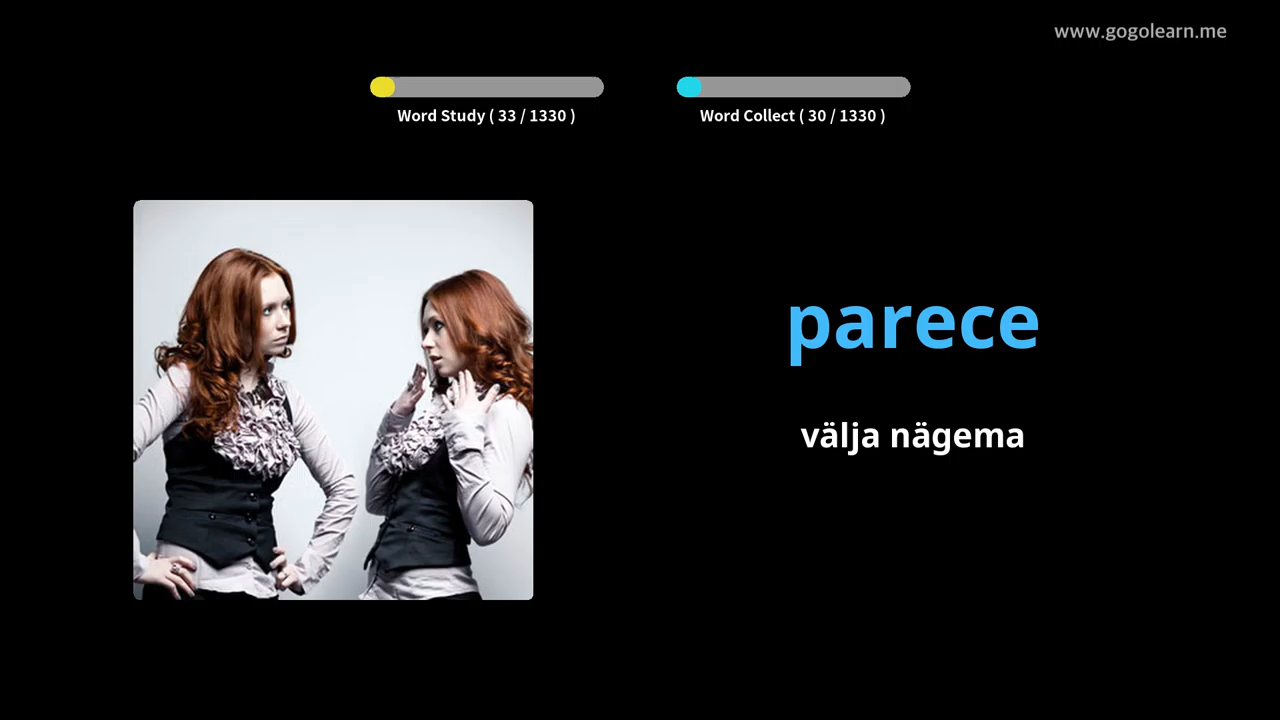 www.gogolearn.me
Word Study ( 33 / 1330 )
Word Collect ( 30 / 1330 )
parece
välja nägema